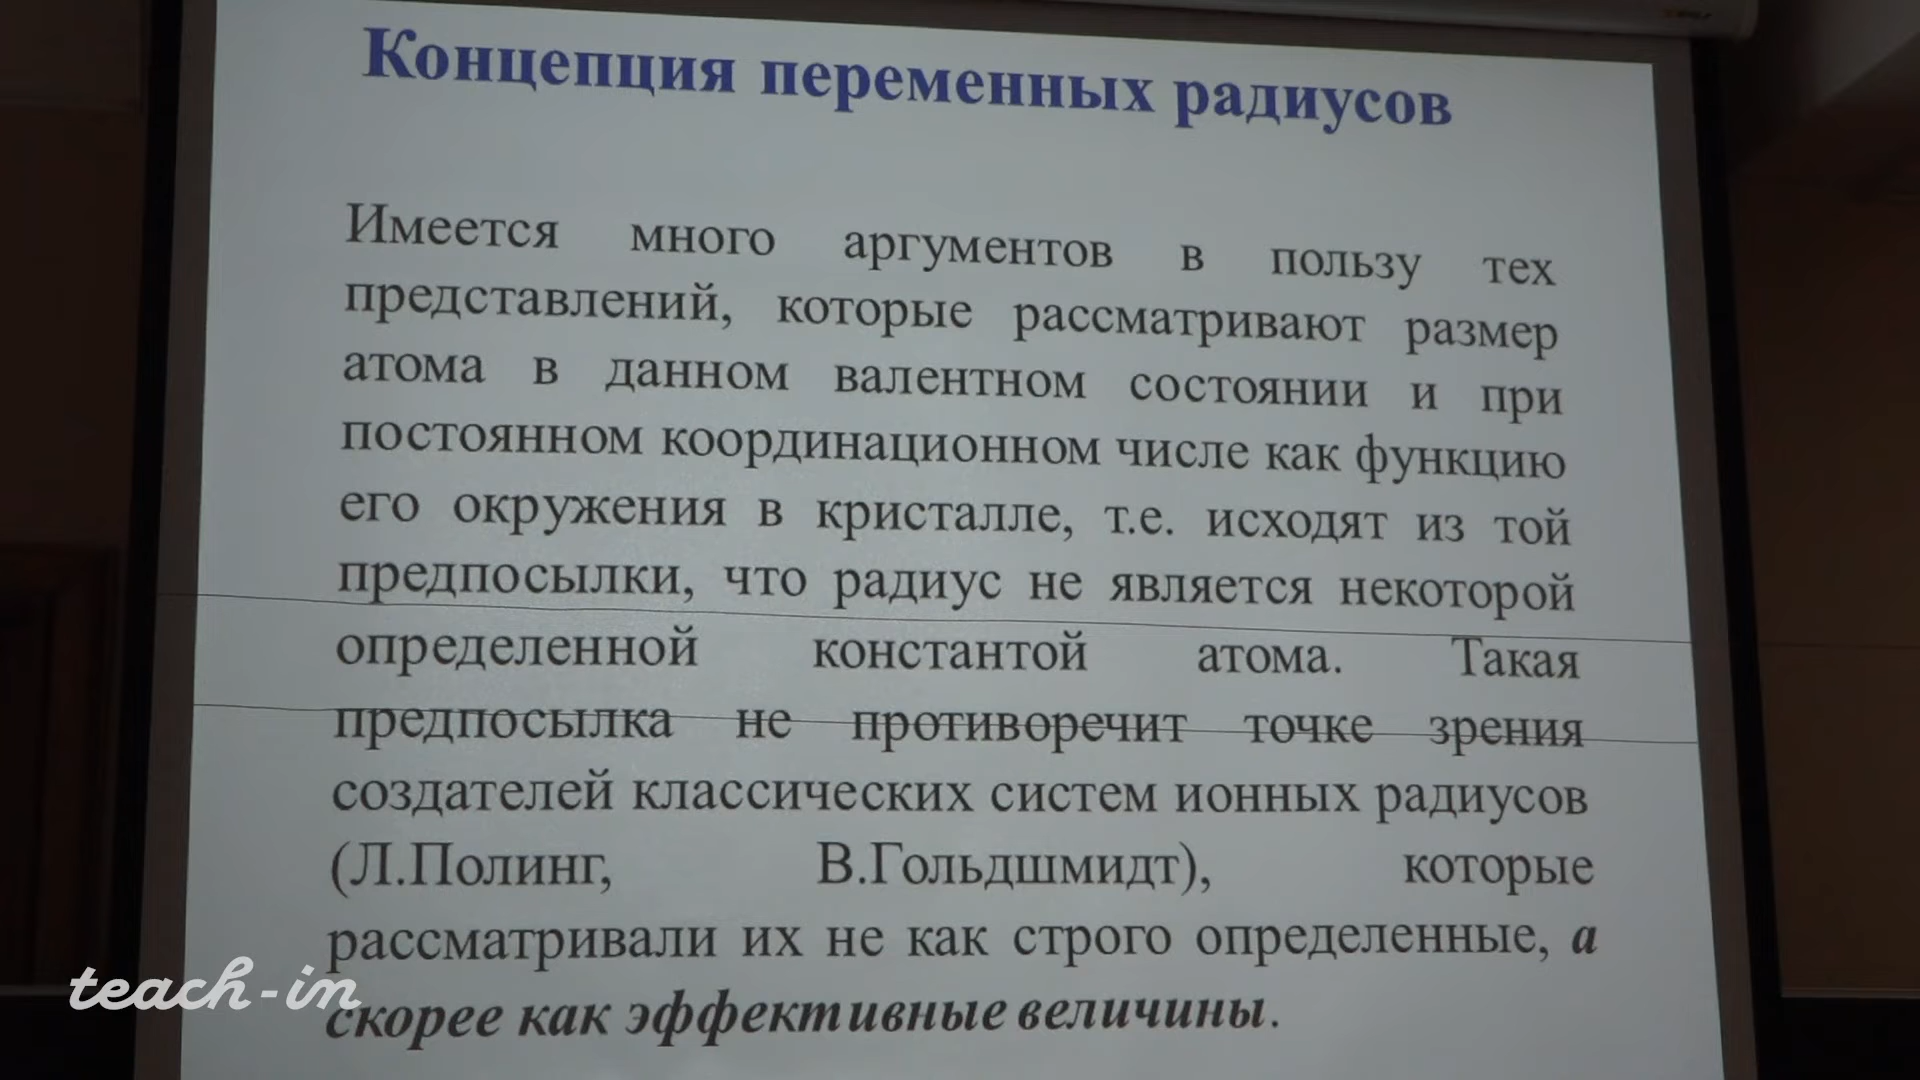 Концепция переменных радиусов
Имеется много аргументов в пользу тех
представлений, которые рассматривают размер
атома в данном валентном состоянии и при
постоянном координационном числе как функцию
его окружения в кристалле, т.е. исходят из той
предпосылки, что радиус не является некоторой
определенной константой атома. Такая
предпосылка не противоречит точке зрения
создателей классических систем ионных радиусов
(Л.Полинг, В.Гольдшмидт), которые
рассматривали их не как строго определенные, а
скорее как эффективные величины.
teach-in